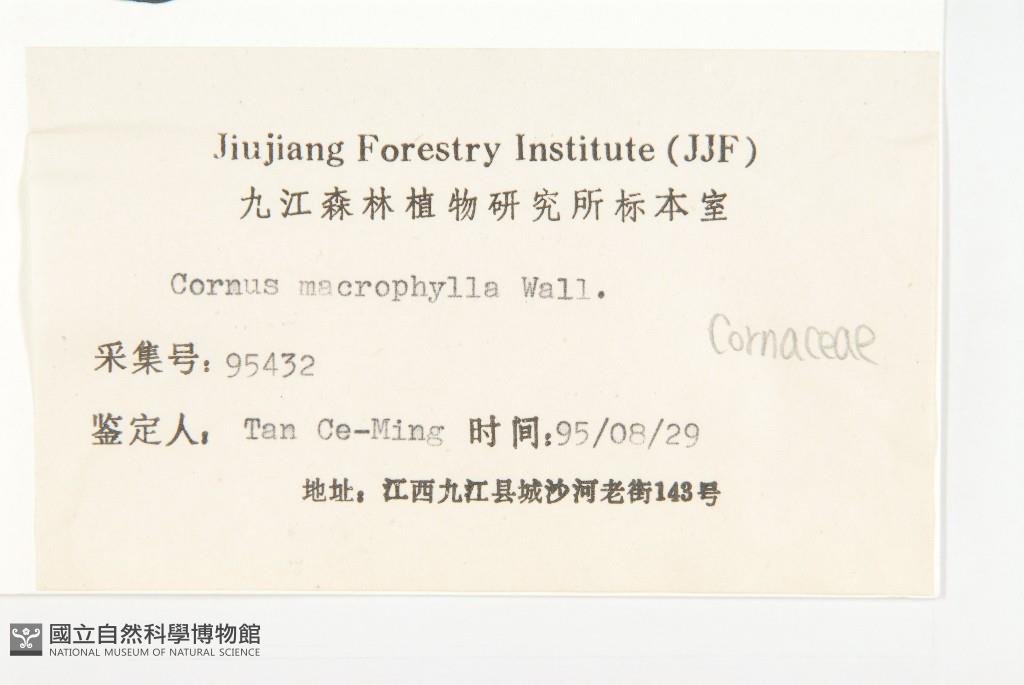 Jiujiang Forestry Institute (JJF)
九江森林植物研究所标本室
Cornus macrophylla Wall.
Cornaceae
采集号: 95432
鉴定人: Tan Ce-Ming 时间:95/08/29
地址: 江西九江县城沙河老街143号
國立自然科學博物館
NATIONAL MUSEUM OF NATURAL SCIENCE